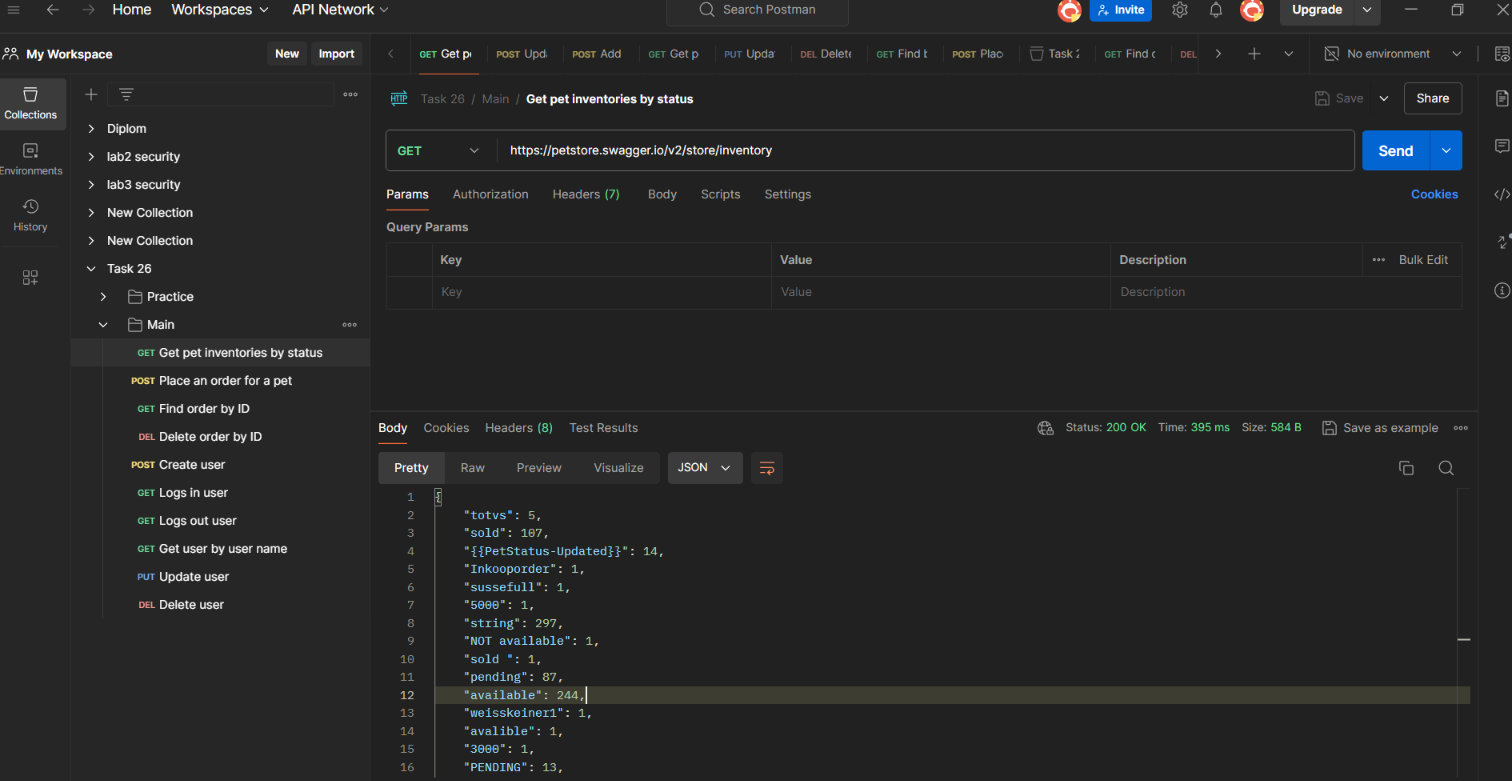 Home Workspaces API Network Search Postman Invite Upgrade
My Workspace New Import
GET Get p POST Upd POST Add GET Get p PUT Upda DEL Delete GET Find b POST Plac Task 2 GET Find o DEL No environment
Collections
Environments
History
Diplom
lab2 security
lab3 security
New Collection
New Collection
Task 26
Practice
Main
GET Get pet inventories by status
POST Place an order for a pet
GET Find order by ID
DEL Delete order by ID
POST Create user
GET Logs in user
GET Logs out user
GET Get user by user name
PUT Update user
DEL Delete user
HTTP Task 26 / Main / Get pet inventories by status Save Share
GET https://petstore.swagger.io/v2/store/inventory Send
Params Authorization Headers (7) Body Scripts Settings Cookies
Query Params
Key Value Description Bulk Edit
Key Value Description
Body Cookies Headers (8) Test Results Status: 200 OK Time: 395 ms Size: 584 B Save as example
Pretty Raw Preview Visualize JSON
1 {
2 "totvs": 5,
3 "sold": 107,
4 "{{PetStatus-Updated}}": 14,
5 "Inkooporder": 1,
6 "sussefull": 1,
7 "5000": 1,
8 "string": 297,
9 "NOT available": 1,
10 "sold ": 1,
11 "pending": 87,
12 "available": 244,
13 "weisskeiner1": 1,
14 "avalible": 1,
15 "3000": 1,
16 "PENDING": 13,